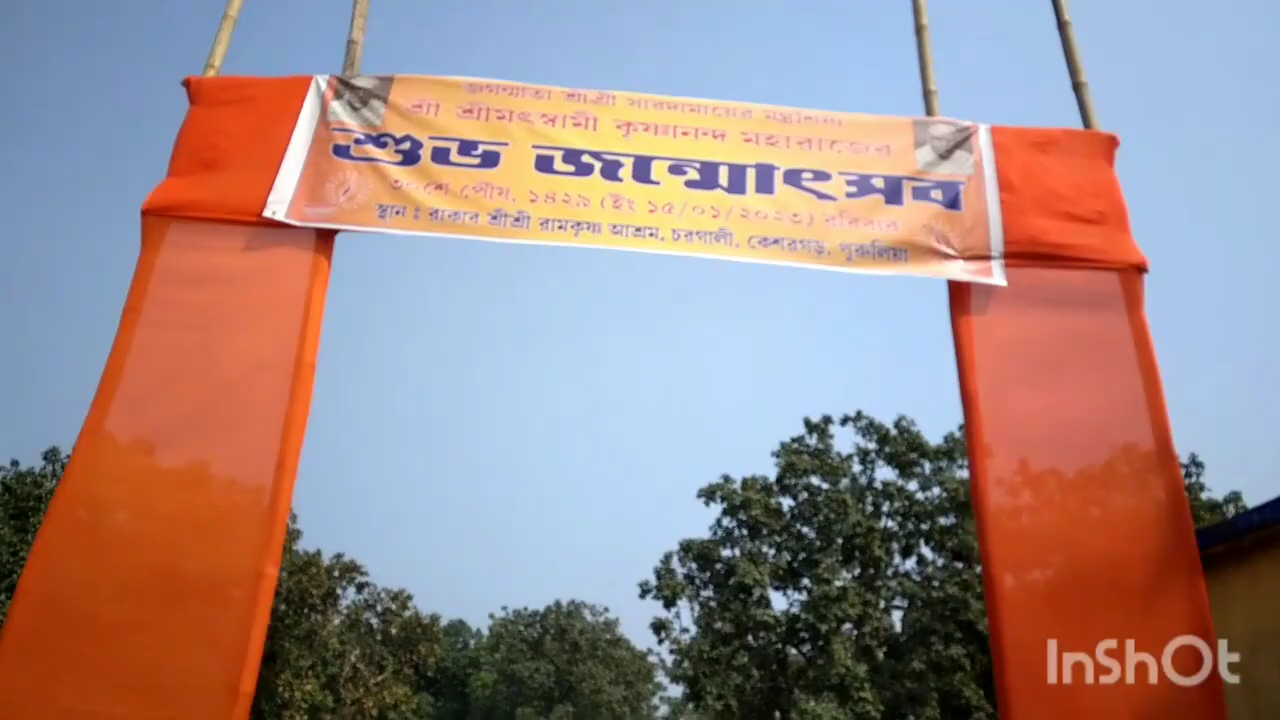 জগন্মাতা শ্রীশ্রী সারদামায়ের মন্ত্রশিষ্য
শ্রী শ্রীমৎস্বামী কৃষ্ণানন্দ মহারাজের
শুভ জন্মোৎসব
৩০শে পৌষ, ১৪২৯ (ইং ১৫/০১/২০২৩) রবিবার
স্থান : রাকাব শ্রীশ্রী রামকৃষ্ণ আশ্রম, চরগালী, কেশরগড়, পুরুলিয়া
InShOt